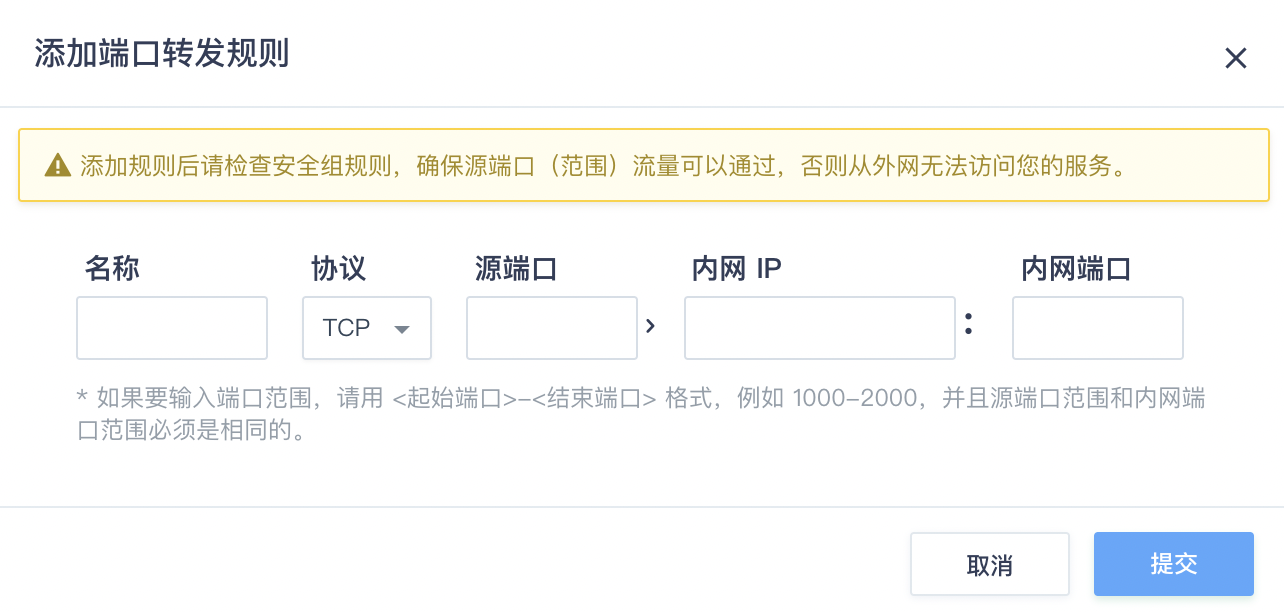 添加端口转发规则
添加规则后请检查安全组规则，确保源端口（范围）流量可以通过，否则从外网无法访问您的服务。
名称 协议 源端口 内网 IP 内网端口
TCP › :
* 如果要输入端口范围，请用 <起始端口>-<结束端口> 格式，例如 1000-2000，并且源端口范围和内网端
口范围必须是相同的。
取消 提交